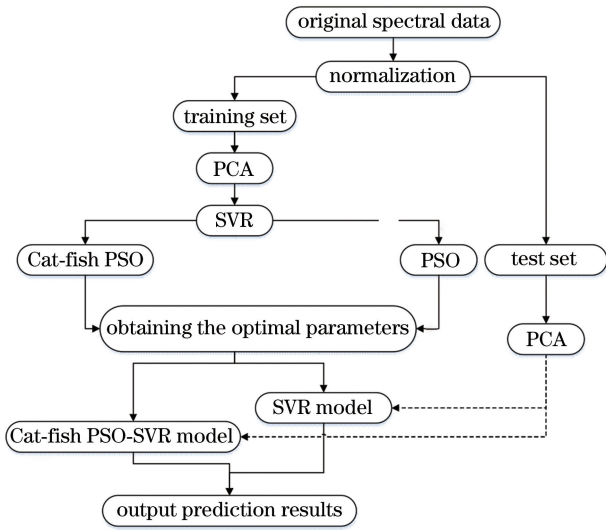 original spectral data
normalization
training set
PCA
SVR
Cat-fish PSO
PSO
test set
obtaining the optimal parameters
PCA
SVR model
Cat-fish PSO-SVR model
output prediction results